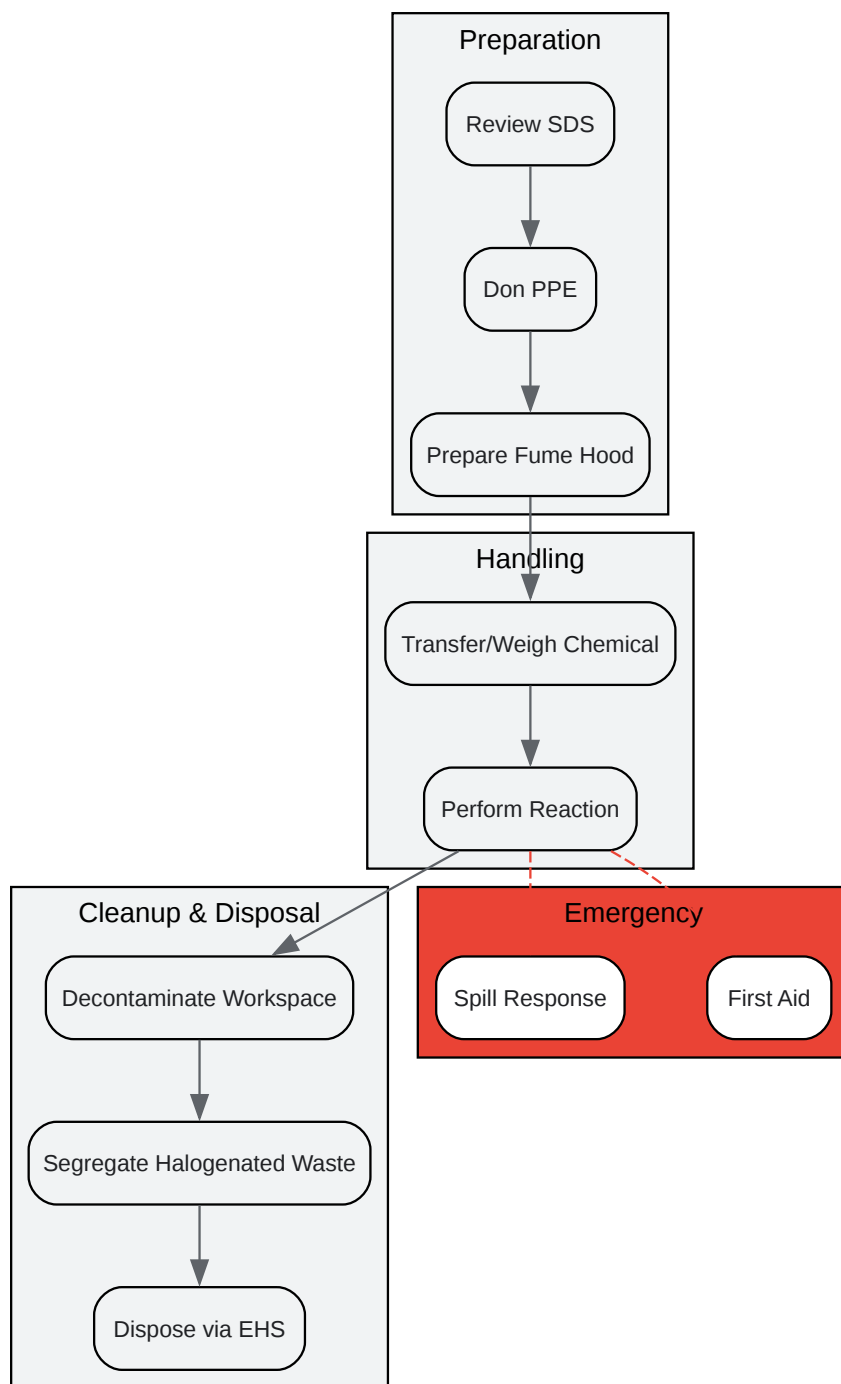 Preparation
Review SDS
Don PPE
Prepare Fume Hood
Handling
Transfer/Weigh Chemical
Perform Reaction
Cleanup & Disposal
Decontaminate Workspace
Segregate Halogenated Waste
Dispose via EHS
Emergency
Spill Response
First Aid